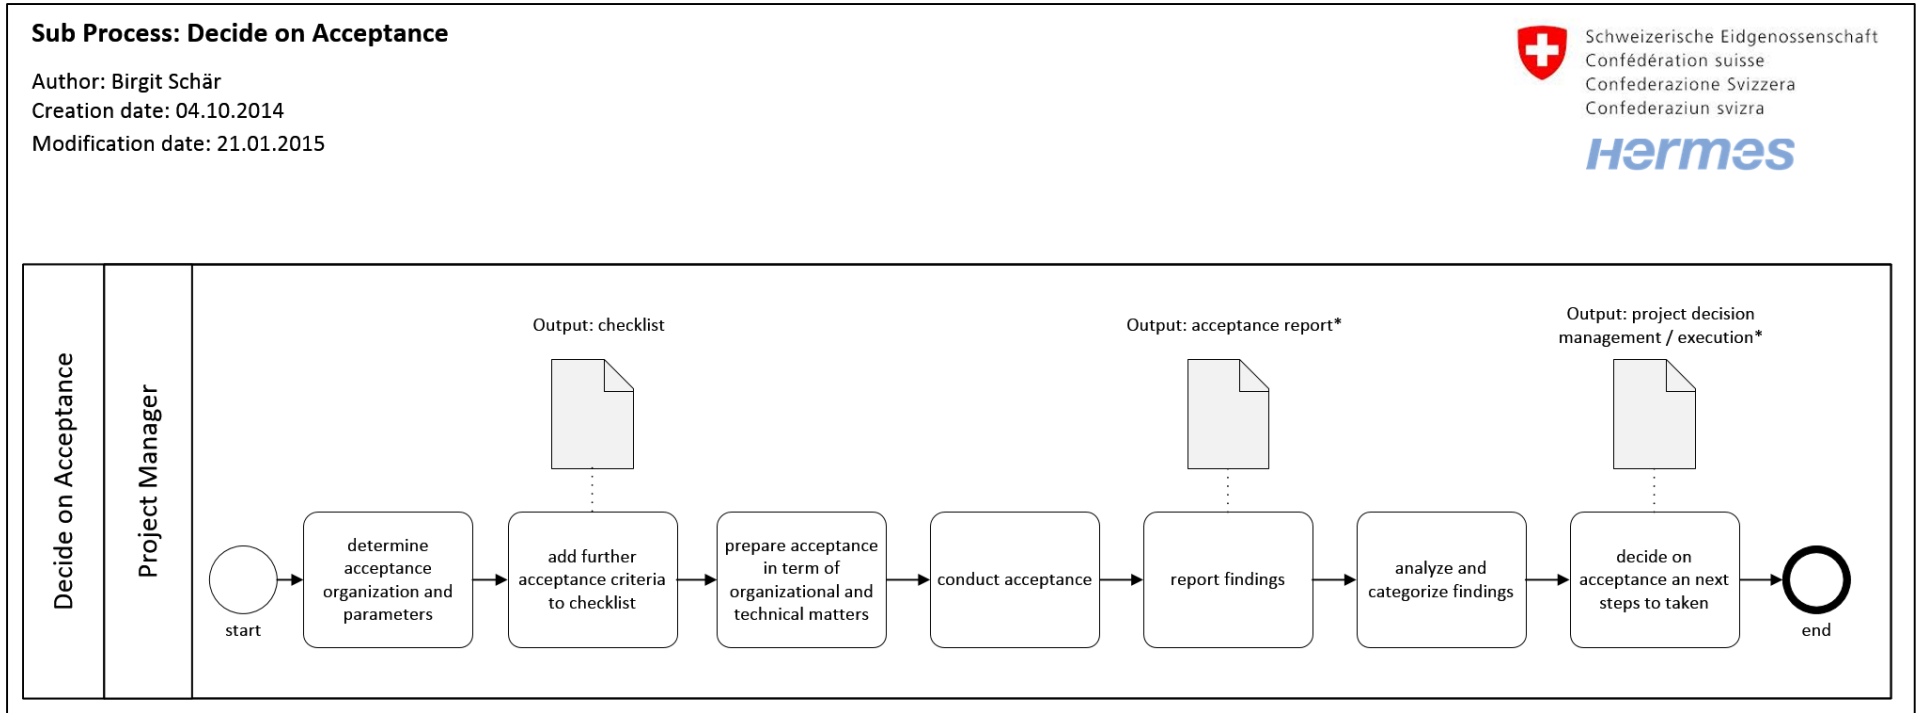 Sub Process: Decide on Acceptance
Author: Birgit Schär
Creation date: 04.10.2014
Modification date: 21.01.2015
Schweizerische Eidgenossenschaft
Confédération suisse
Confederazione Svizzera
Confederaziun svizra
Hermes
Decide on Acceptance
Project Manager
start
determine
acceptance
organization and
parameters
Output: checklist
add further
acceptance criteria
to checklist
prepare acceptance
in term of
organizational and
technical matters
conduct acceptance
Output: acceptance report*
report findings
analyze and
categorize findings
Output: project decision
management / execution*
decide on
acceptance an next
steps to taken
end